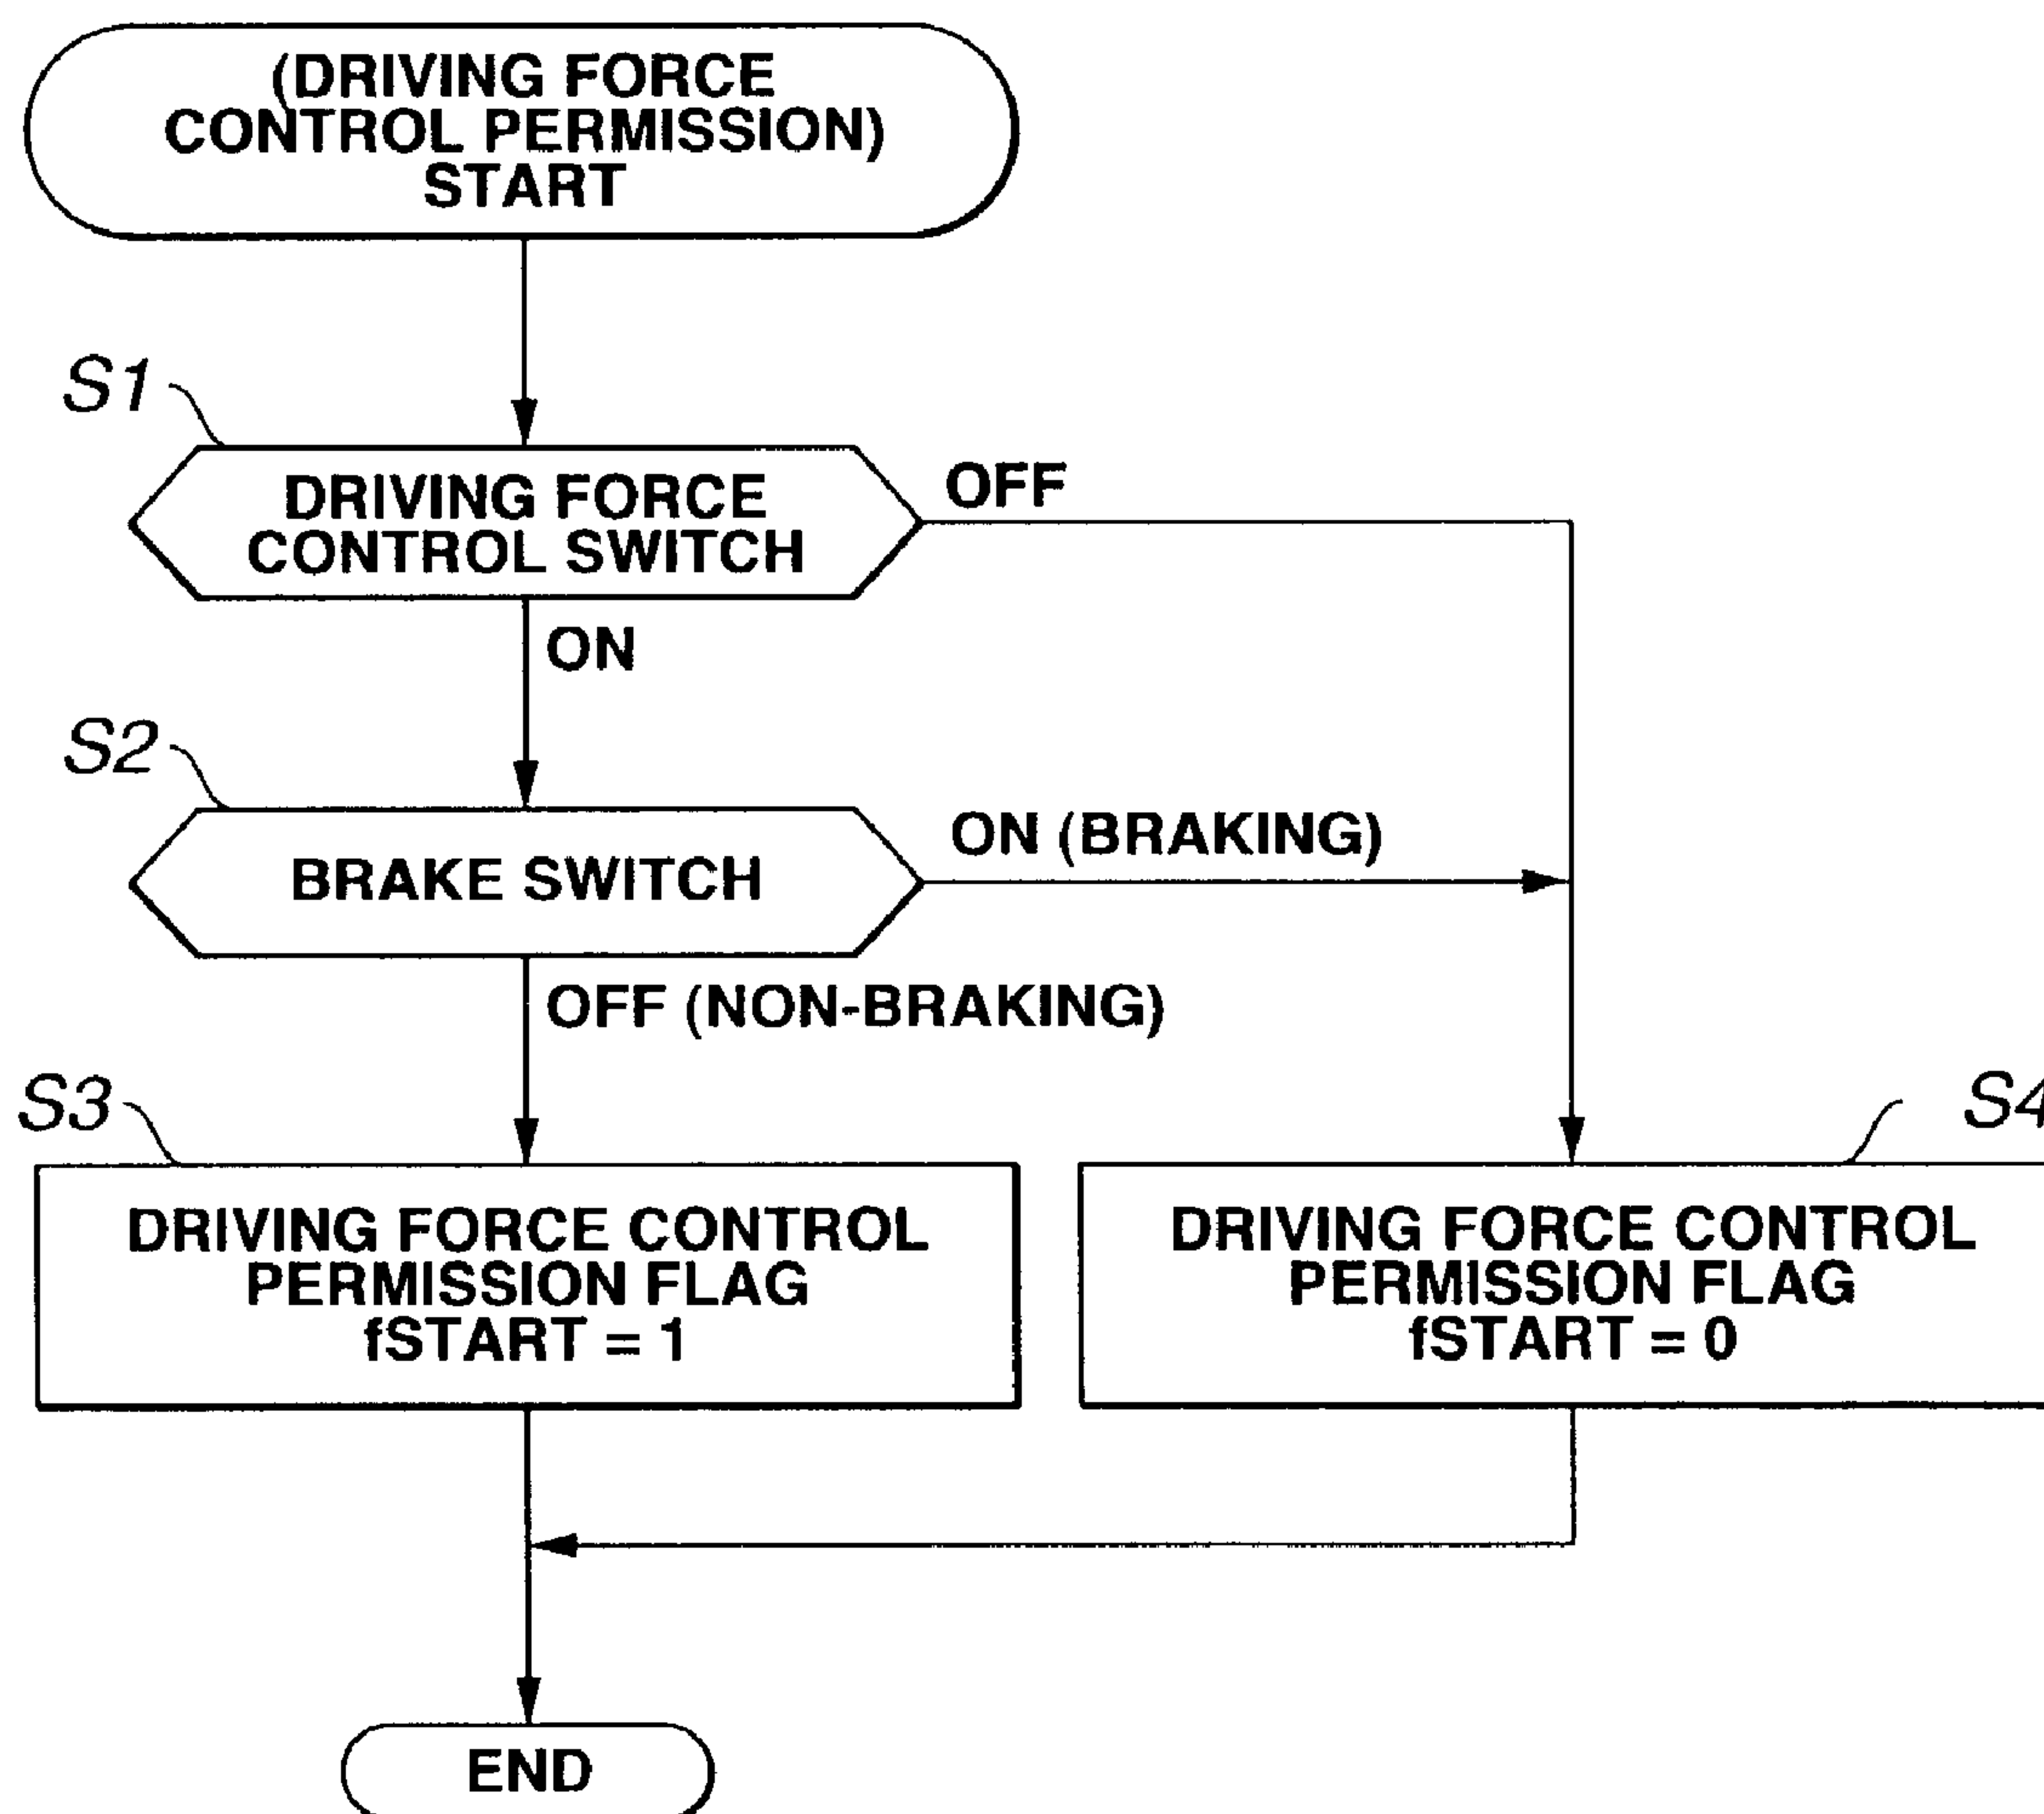 (DRIVING FORCE
CONTROL PERMISSION)
START
S1
DRIVING FORCE
CONTROL SWITCH
OFF
ON
S2
BRAKE SWITCH
ON (BRAKING)
OFF (NON-BRAKING)
S3
S4
DRIVING FORCE CONTROL
PERMISSION FLAG
fSTART = 1
DRIVING FORCE CONTROL
PERMISSION FLAG
fSTART = 0
END